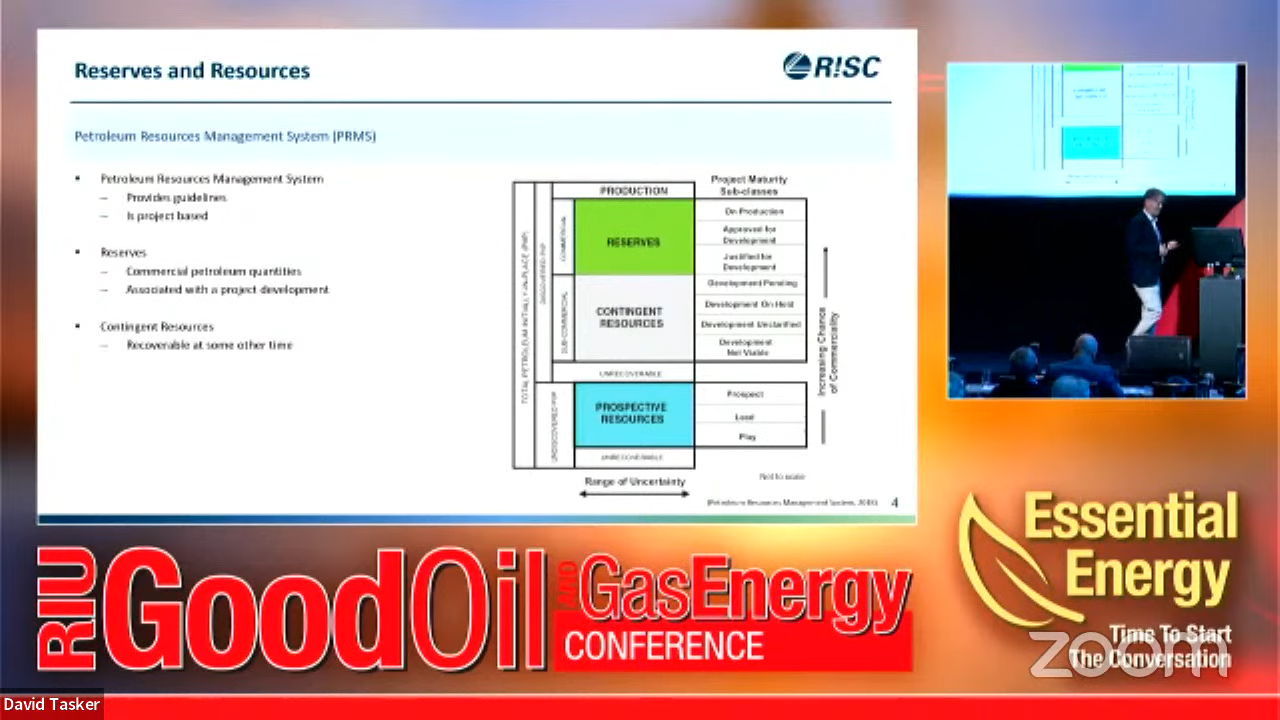 Reserves and Resources
R!SC
Petroleum Resources Management System (PRMS)
▪ Petroleum Resources Management System
– Provides guidelines
– Is project based
▪ Reserves
– Commercial petroleum quantities
– Associated with a project development
▪ Contingent Resources
– Recoverable at some other time
Project Maturity
Sub-classes
PRODUCTION
TOTAL PETROLEUM INITIALLY-IN-PLACE (PIIP)
DISCOVERED PIIP
COMMERCIAL
RESERVES
On Production
Approved for
Development
Justified for
Development
SUB-COMMERCIAL
CONTINGENT
RESOURCES
Development Pending
Development On Hold
Development Unclarified
Development
Not Viable
UNRECOVERABLE
UNDISCOVERED PIIP
PROSPECTIVE
RESOURCES
Prospect
Lead
Play
UNRECOVERABLE
Increasing Chance
of Commerciality
Range of Uncertainty
Not to scale
(Petroleum Resources Management System, 2018)
4
RIU
GoodOil
AND
GasEnergy
CONFERENCE
Essential
Energy
Time To Start
The Conversation
zoom
David Tasker